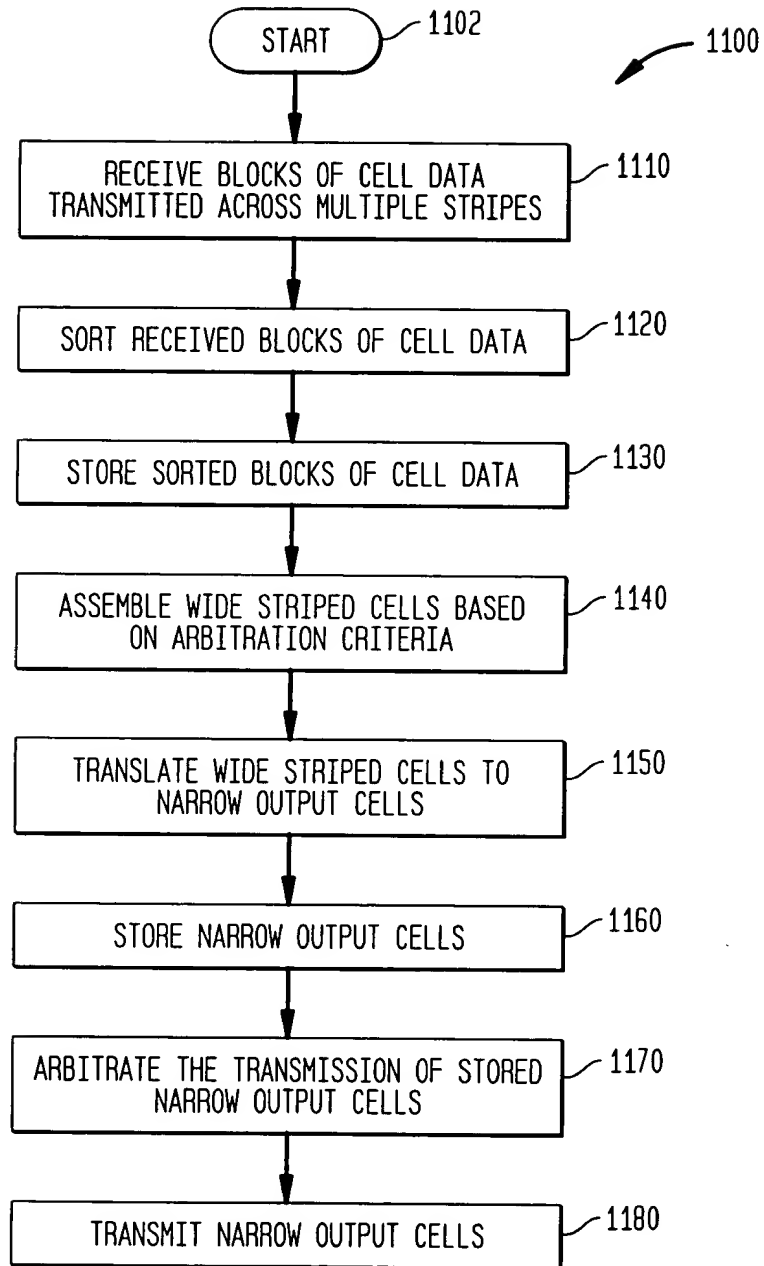 START
1102
1100
RECEIVE BLOCKS OF CELL DATA
TRANSMITTED ACROSS MULTIPLE STRIPES
1110
SORT RECEIVED BLOCKS OF CELL DATA
1120
STORE SORTED BLOCKS OF CELL DATA
1130
ASSEMBLE WIDE STRIPED CELLS BASED
ON ARBITRATION CRITERIA
1140
TRANSLATE WIDE STRIPED CELLS TO
NARROW OUTPUT CELLS
1150
STORE NARROW OUTPUT CELLS
1160
ARBITRATE THE TRANSMISSION OF STORED
NARROW OUTPUT CELLS
1170
TRANSMIT NARROW OUTPUT CELLS
1180